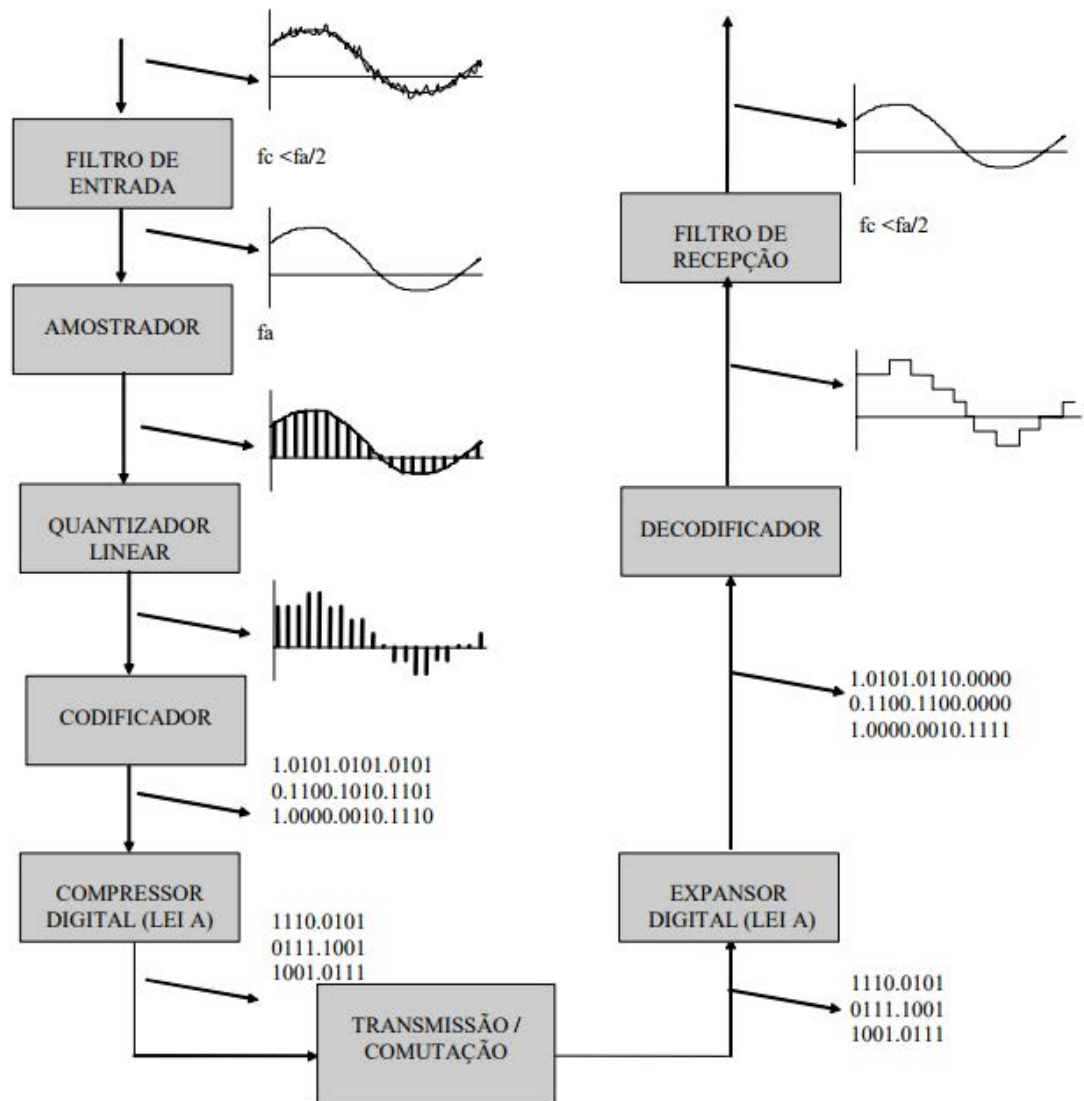 FILTRO DE
ENTRADA
fc <fa/2
AMOSTRADOR
fa
QUANTIZADOR
LINEAR
CODIFICADOR
1.0101.0101.0101
0.1100.1010.1101
1.0000.0010.1110
COMPRESSOR
DIGITAL (LEI A)
1110.0101
0111.1001
1001.0111
TRANSMISSÃO /
COMUTAÇÃO
1110.0101
0111.1001
1001.0111
EXPANSOR
DIGITAL (LEI A)
1.0101.0110.0000
0.1100.1100.0000
1.0000.0010.1111
DECODIFICADOR
FILTRO DE
RECEPÇÃO
fc <fa/2